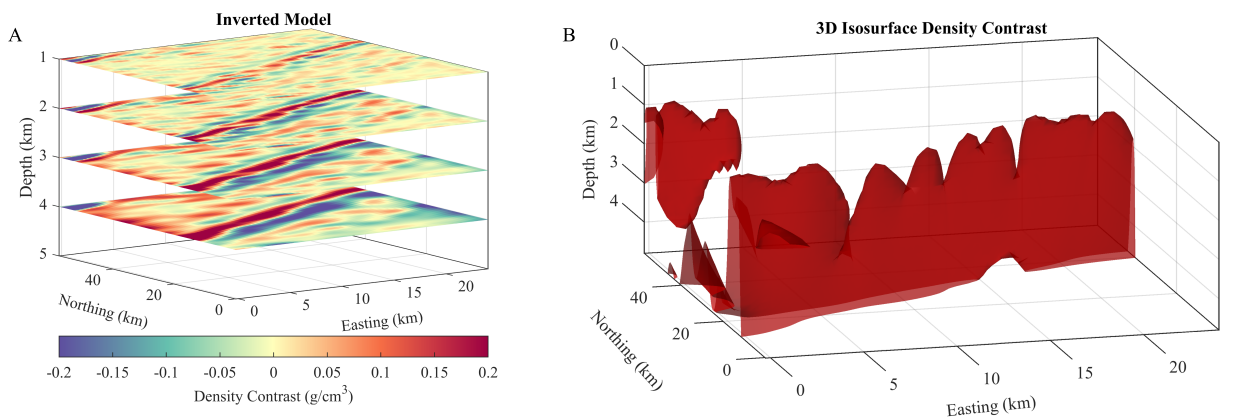 A
Inverted Model
1
2
3
4
5
Depth (km)
40
20
0
Northing (km)
0
5
10
15
20
Easting (km)
-0.2 -0.15 -0.1 -0.05 0 0.05 0.1 0.15 0.2
Density Contrast (g/cm³)
B
3D Isosurface Density Contrast
0
1
2
3
4
Depth (km)
40
20
0
Northing (km)
0
5
10
15
20
Easting (km)